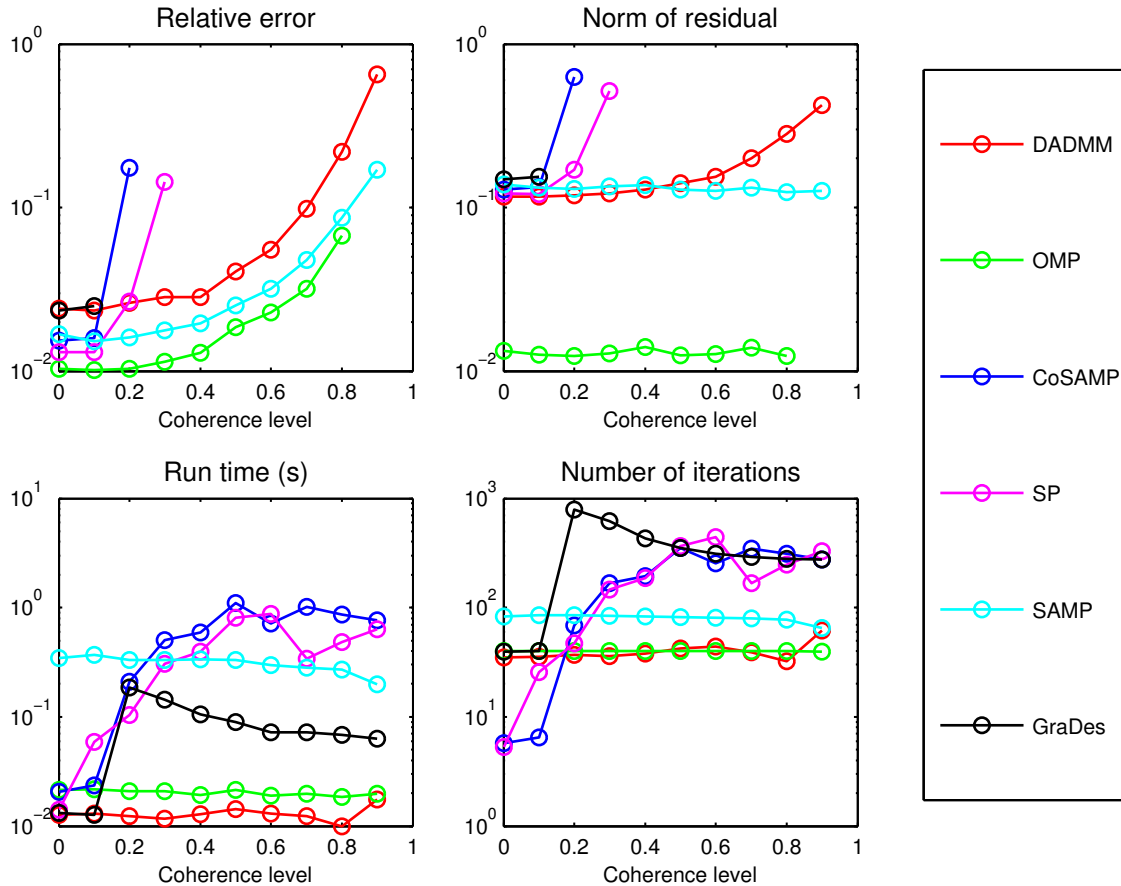 Relative error
10^0
10^-1
10^-2
0 0.2 0.4 0.6 0.8 1
Coherence level
Norm of residual
10^0
10^-1
10^-2
0 0.2 0.4 0.6 0.8 1
Coherence level
Run time (s)
10^1
10^0
10^-1
10^-2
0 0.2 0.4 0.6 0.8 1
Coherence level
Number of iterations
10^3
10^2
10^1
10^0
0 0.2 0.4 0.6 0.8 1
Coherence level
DADMM
OMP
CoSAMP
SP
SAMP
GraDes